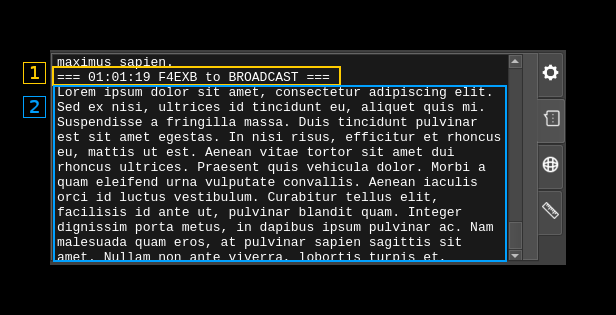 maximus sapien.
1
=== 01:01:19 F4EXB to BROADCAST ===
2
Lorem ipsum dolor sit amet, consectetur adipiscing elit.
Sed ex nisi, ultrices id tincidunt eu, aliquet quis mi.
Suspendisse a fringilla massa. Duis tincidunt pulvinar
est sit amet egestas. In nisi risus, efficitur et rhoncus
eu, mattis ut est. Aenean vitae tortor sit amet dui
rhoncus ultrices. Praesent quis vehicula dolor. Morbi a
quam eleifend urna vulputate convallis. Aenean iaculis
orci id luctus vestibulum. Curabitur tellus elit,
facilisis id ante ut, pulvinar blandit quam. Integer
dignissim porta metus, in dapibus ipsum pulvinar ac. Nam
malesuada quam eros, at pulvinar sapien sagittis sit
amet. Nullam non ante viverra, lobortis turpis et,